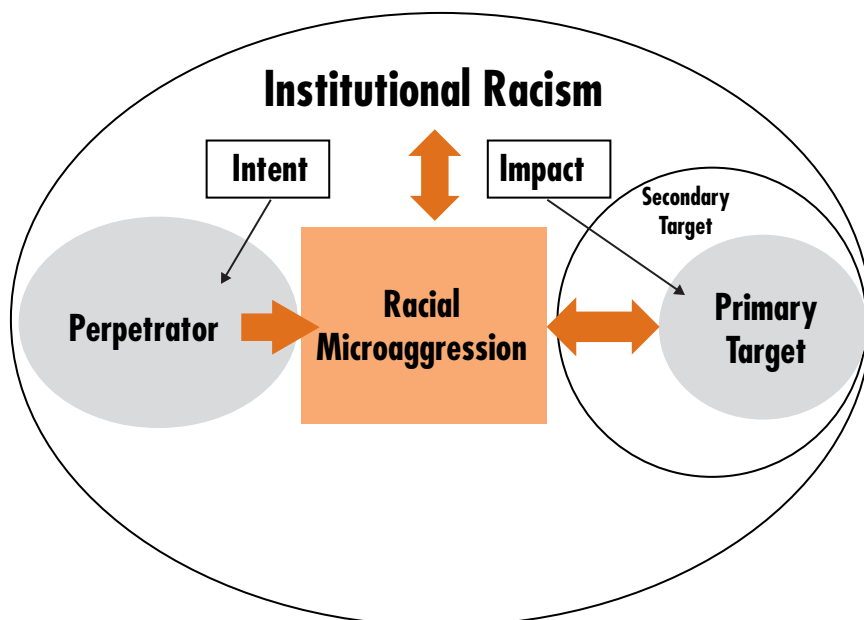 Institutional Racism
Intent
Impact
Secondary
Target
Perpetrator
Racial
Microaggression
Primary
Target